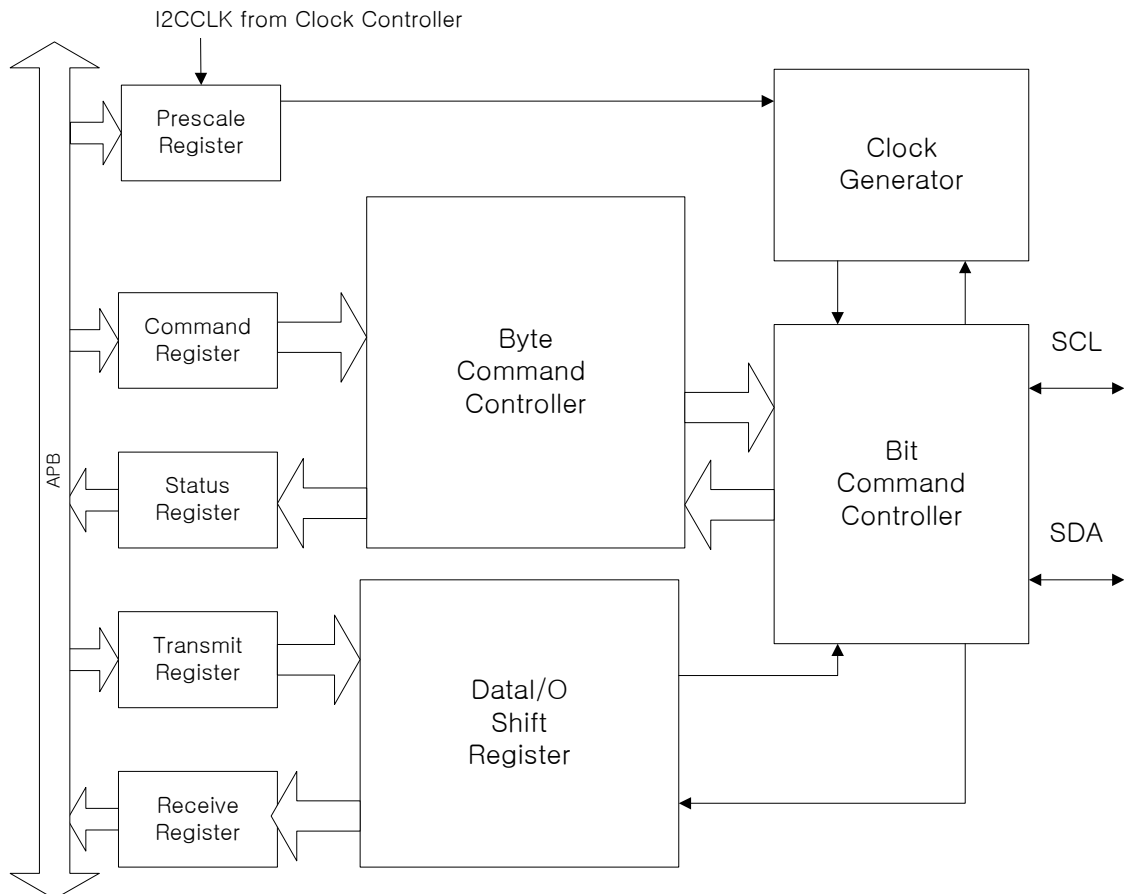 I2CCLK from Clock Controller
Prescale
Register
Clock
Generator
Command
Register
Byte
Command
Controller
SCL
APB
Status
Register
Bit
Command
Controller
SDA
Transmit
Register
DataI/O
Shift
Register
Receive
Register